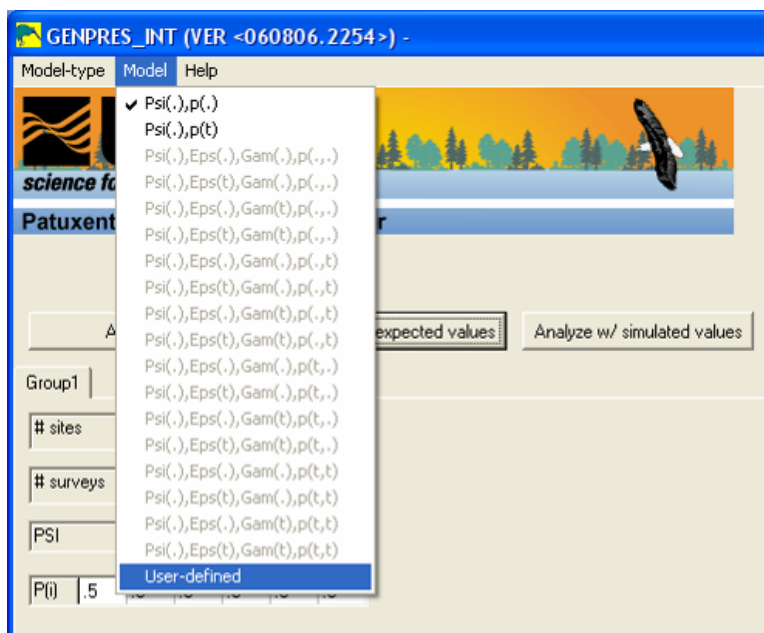 GENPRES_INT (VER <060806.2254>) -
Model-type Model Help
Psi(.),p(.)
Psi(.),p(t)
Psi(.),Eps(.),Gam(.),p(.,.)
Psi(.),Eps(t),Gam(.),p(.,.)
science fo
Psi(.),Eps(.),Gam(t),p(.,.)
Patuxent
Psi(.),Eps(t),Gam(t),p(.,.)
r
Psi(.),Eps(.),Gam(.),p(.,t)
Psi(.),Eps(t),Gam(.),p(.,t)
Psi(.),Eps(.),Gam(t),p(.,t)
A
Psi(.),Eps(t),Gam(t),p(.,t)
expected values
Analyze w/ simulated values
Psi(.),Eps(.),Gam(.),p(t,.)
Group1
Psi(.),Eps(t),Gam(.),p(t,.)
Psi(.),Eps(.),Gam(t),p(t,.)
# sites
Psi(.),Eps(t),Gam(t),p(t,.)
Psi(.),Eps(.),Gam(.),p(t,t)
# surveys
Psi(.),Eps(t),Gam(.),p(t,t)
Psi(.),Eps(.),Gam(t),p(t,t)
PSI
Psi(.),Eps(t),Gam(t),p(t,t)
User-defined
P(i) .5